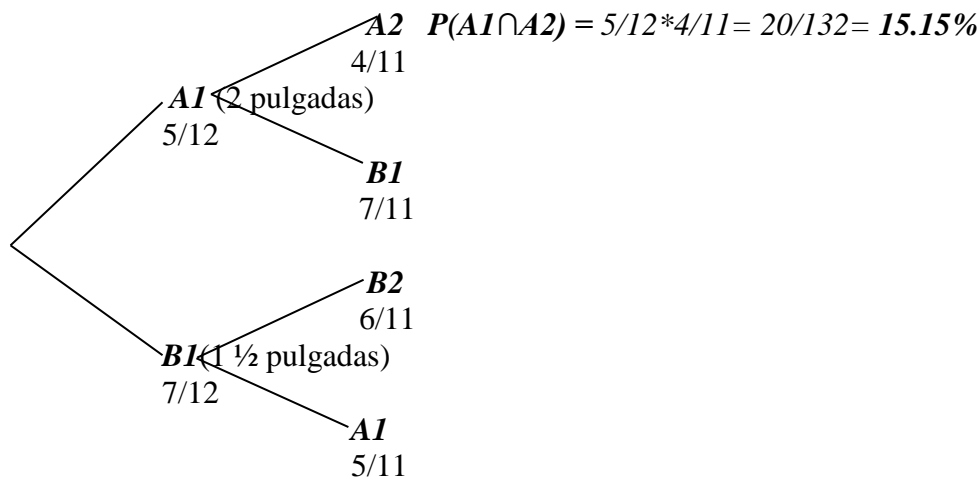 A2 P(A1∩A2) = 5/12*4/11= 20/132= 15.15%
4/11
A1 (2 pulgadas)
5/12
B1
7/11
B2
6/11
B1(1 ½ pulgadas)
7/12
A1
5/11